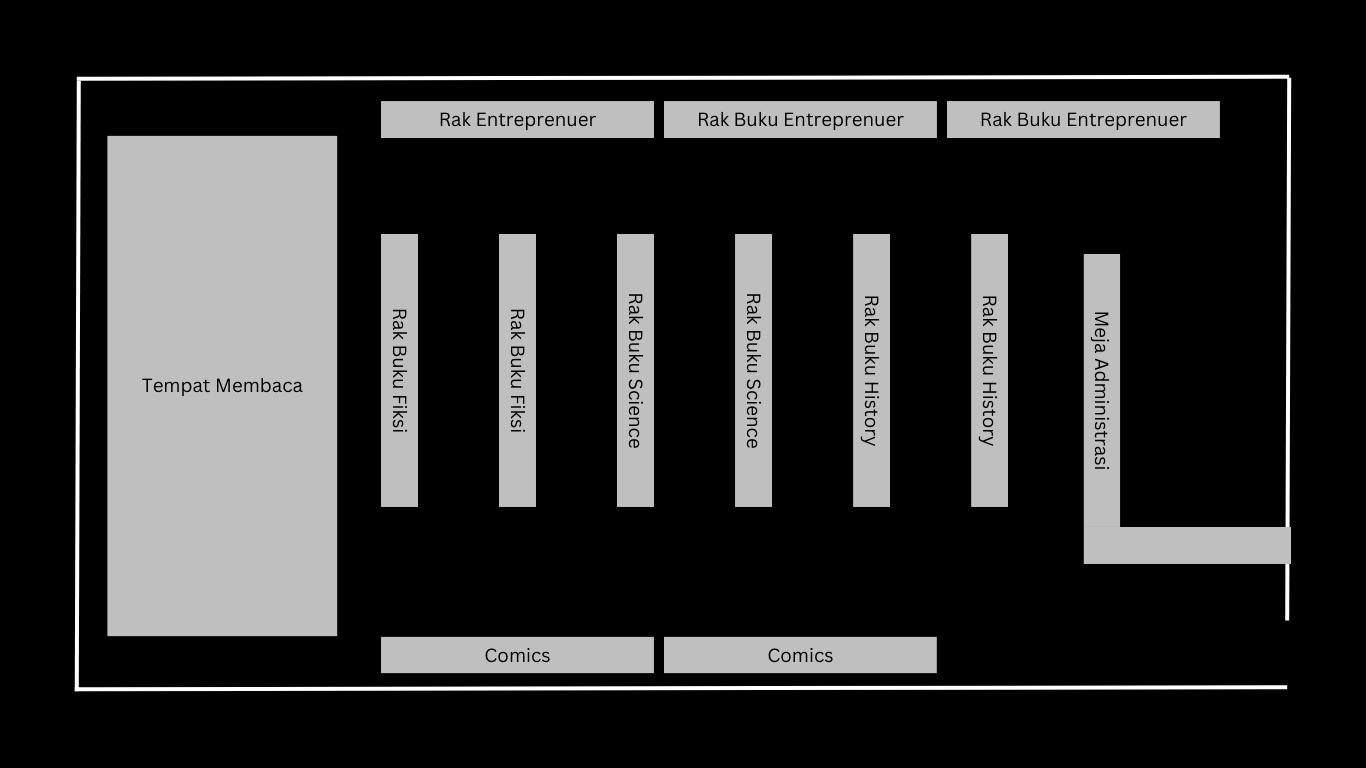 Rak Entreprenuer
Rak Buku Entreprenuer
Rak Buku Entreprenuer
Tempat Membaca
Rak Buku Fiksi
Rak Buku Fiksi
Rak Buku Science
Rak Buku Science
Rak Buku History
Rak Buku History
Meja Administrasi
Comics
Comics